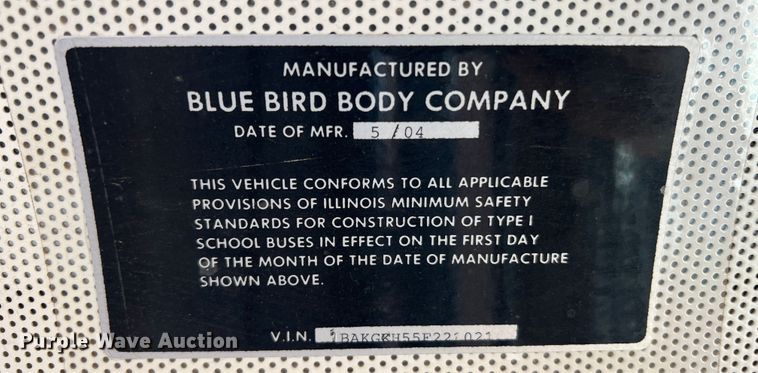 MANUFACTURED BY
BLUE BIRD BODY COMPANY
DATE OF MFR. 5/04
THIS VEHICLE CONFORMS TO ALL APPLICABLE
PROVISIONS OF ILLINOIS MINIMUM SAFETY
STANDARDS FOR CONSTRUCTION OF TYPE I
SCHOOL BUSES IN EFFECT ON THE FIRST DAY
OF THE MONTH OF THE DATE OF MANUFACTURE
SHOWN ABOVE.
V.I.N.
Purple Wave Auction